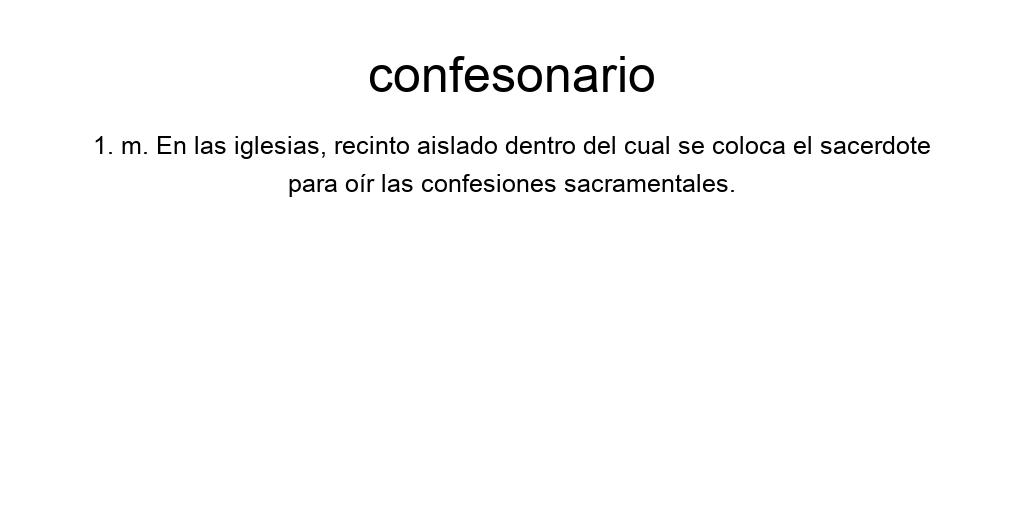 confesonario
1. m. En las iglesias, recinto aislado dentro del cual se coloca el sacerdote
para oír las confesiones sacramentales.